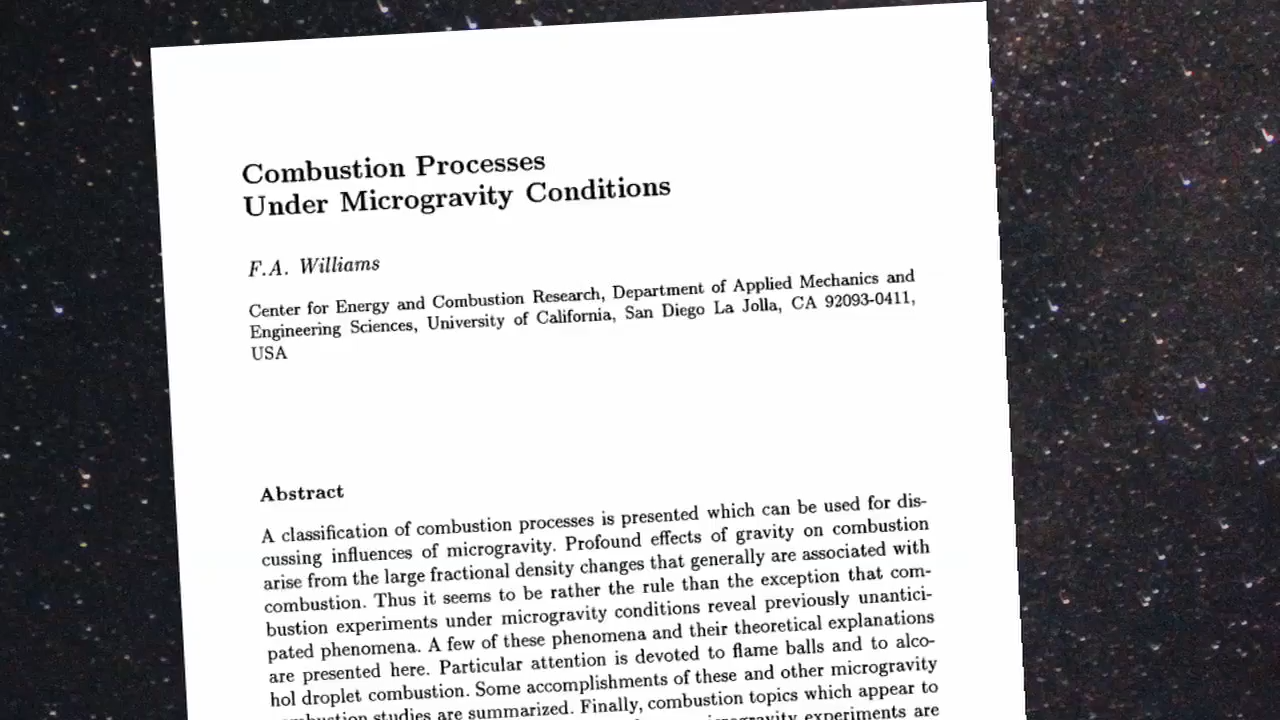 Combustion Processes
Under Microgravity Conditions
F.A. Williams
Center for Energy and Combustion Research, Department of Applied Mechanics and
Engineering Sciences, University of California, San Diego La Jolla, CA 92093-0411,
USA
Abstract
A classification of combustion processes is presented which can be used for dis-
cussing influences of microgravity. Profound effects of gravity on combustion
arise from the large fractional density changes that generally are associated with
combustion. Thus it seems to be rather the rule than the exception that com-
bustion experiments under microgravity conditions reveal previously unantici-
pated phenomena. A few of these phenomena and their theoretical explanations
are presented here. Particular attention is devoted to flame balls and to alco-
hol droplet combustion. Some accomplishments of these and other microgravity
studies are summarized. Finally, combustion topics which appear to
experiments are